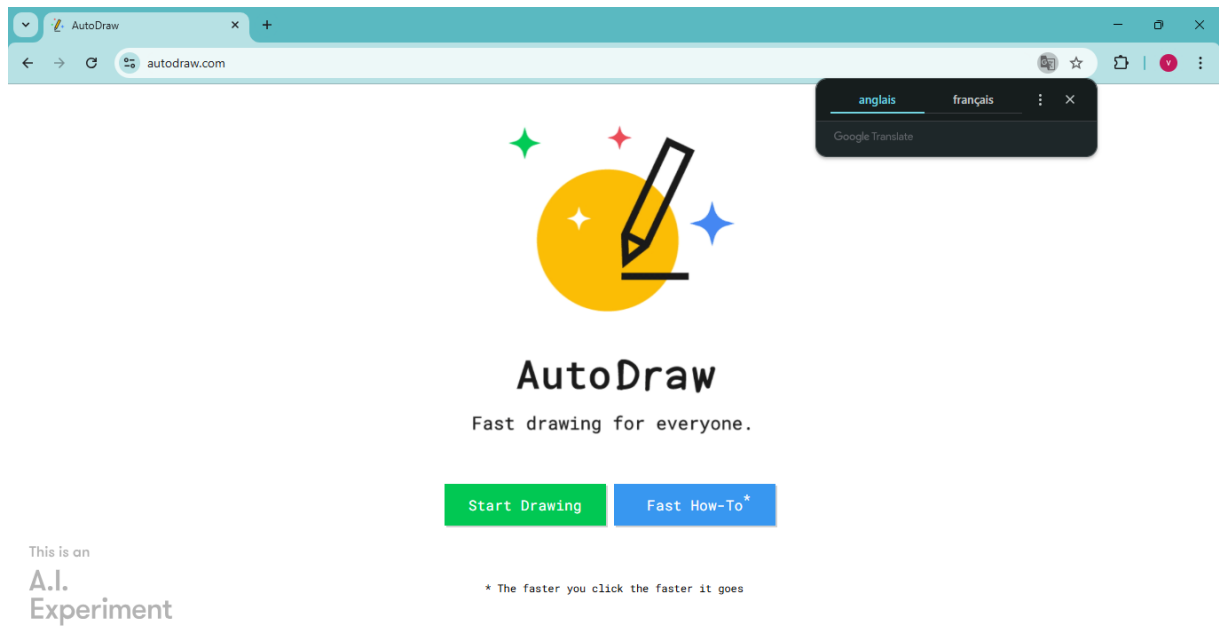 AutoDraw
autodraw.com
V
anglais français
Google Translate
AutoDraw
Fast drawing for everyone.
Start Drawing
Fast How-To*
This is an
A.I.
Experiment
* The faster you click the faster it goes